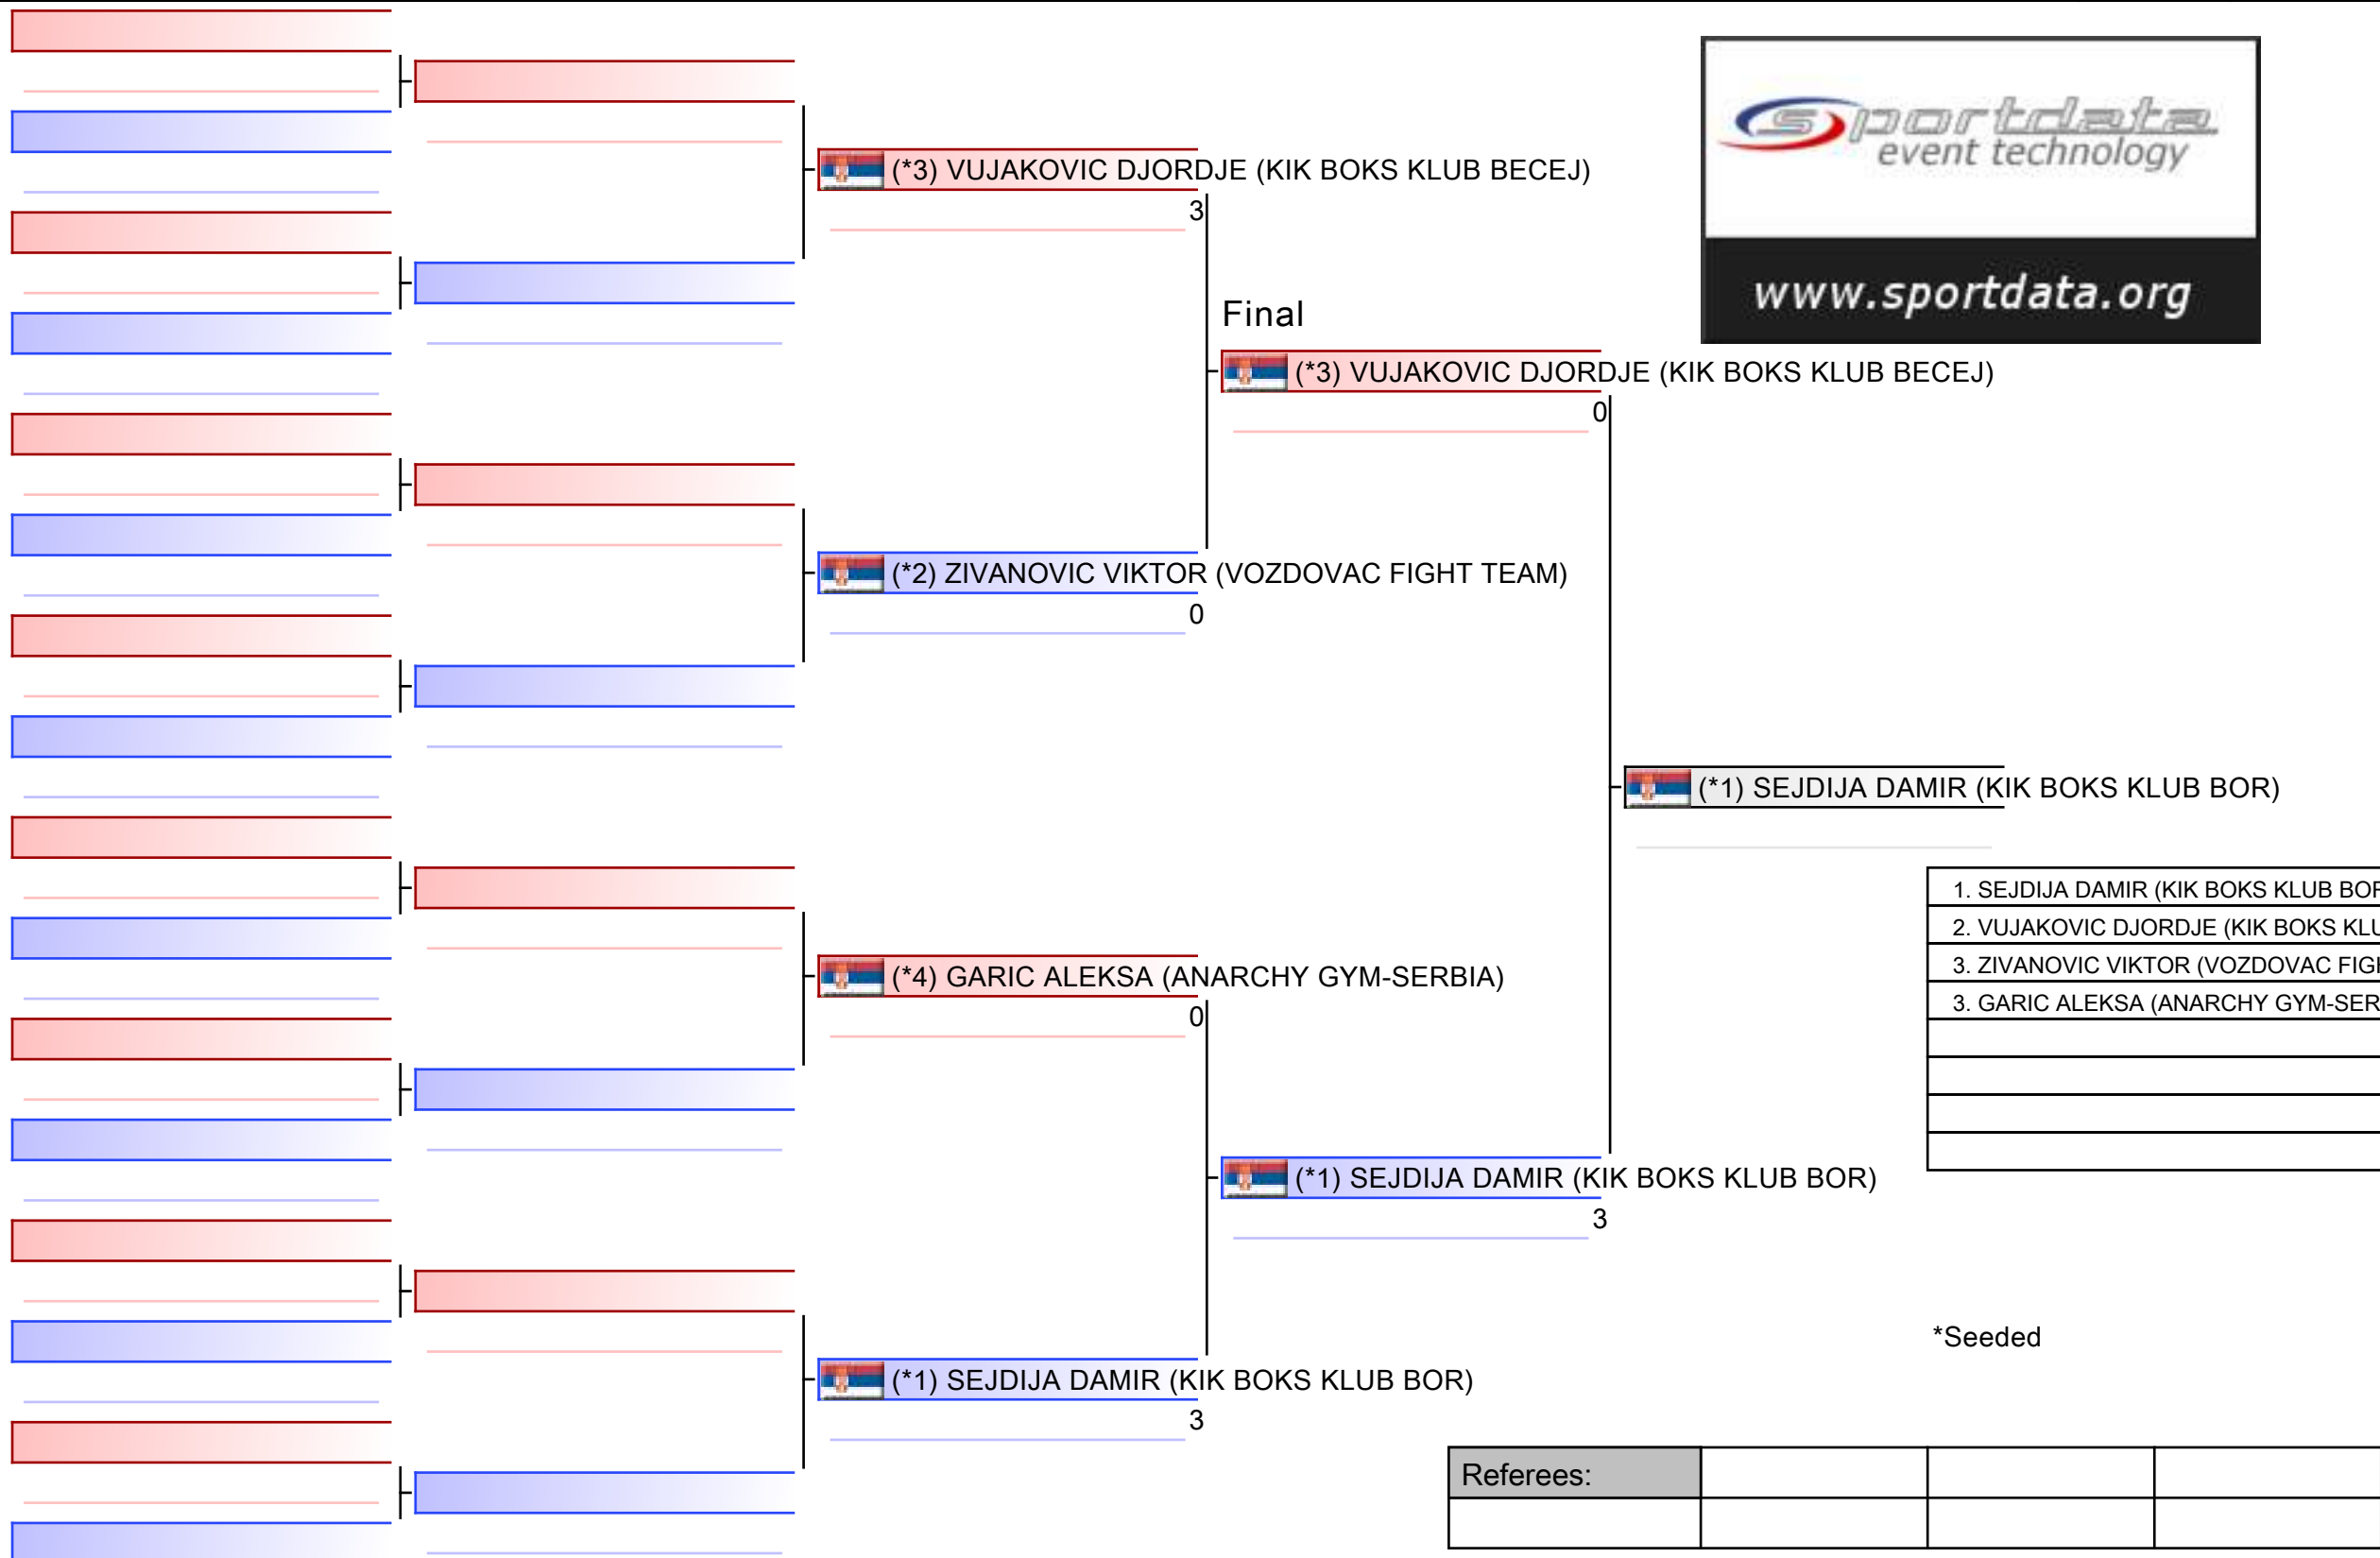 sportdata
event technology
www.sportdata.org
(*3) VUJAKOVIC DJORDJE (KIK BOKS KLUB BECEJ)
3
Final
(*3) VUJAKOVIC DJORDJE (KIK BOKS KLUB BECEJ)
0
(*2) ZIVANOVIC VIKTOR (VOZDOVAC FIGHT TEAM)
0
(*1) SEJDIJA DAMIR (KIK BOKS KLUB BOR)
1. SEJDIJA DAMIR (KIK BOKS KLUB BOR
2. VUJAKOVIC DJORDJE (KIK BOKS KLU
3. ZIVANOVIC VIKTOR (VOZDOVAC FIGH
3. GARIC ALEKSA (ANARCHY GYM-SER
(*4) GARIC ALEKSA (ANARCHY GYM-SERBIA)
0
(*1) SEJDIJA DAMIR (KIK BOKS KLUB BOR)
3
*Seeded
(*1) SEJDIJA DAMIR (KIK BOKS KLUB BOR)
3
Referees: